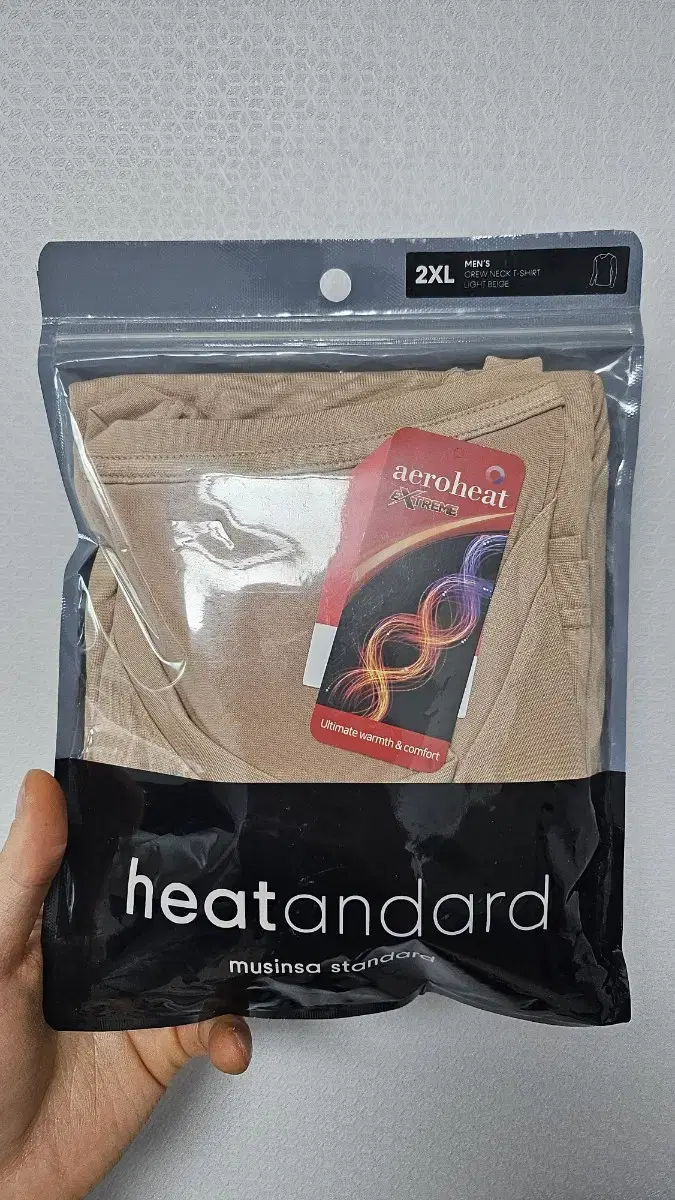 2XL
MEN'S
CREW NECK T-SHIRT
LIGHT BEIGE
aeroheat
EXTREME
Ultimate warmth & comfort
heatandard
musinsa standard